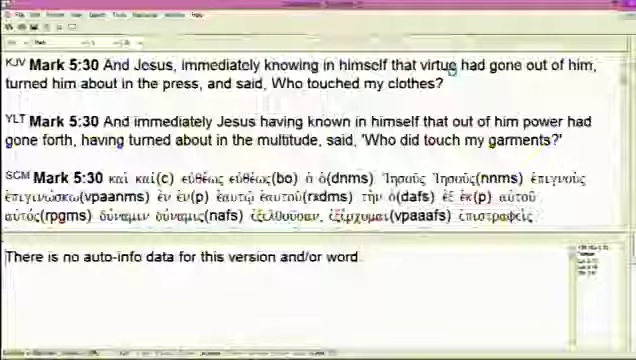 KJV Mark 5:30 And Jesus, immediately knowing in himself that virtue had gone out of him,
turned him about in the press, and said, Who touched my clothes?
YLT Mark 5:30 And immediately Jesus having known in himself that out of him power had
gone forth, having turned about in the multitude, said, 'Who did touch my garments?'
SCM Mark 5:30 καὶ καί(c) εὐθέως εὐθέως(bo) ὁ ὁ(dnms) Ἰησοῦς Ἰησοῦς(nnms) ἐπιγνοὺς
ἐπιγινώσκω(vpaanms) ἐν ἐν(p) ἑαυτῷ ἑαυτοῦ(rxdms) τὴν ὁ(dafs) ἐξ ἐκ(p) αὐτοῦ
αὐτός(rpgms) δύναμιν δύναμις(nafs) ἐξελθοῦσαν, ἐξέρχομαι(vpaaafs) ἐπιστραφεὶς
There is no auto-info data for this version and/or word.